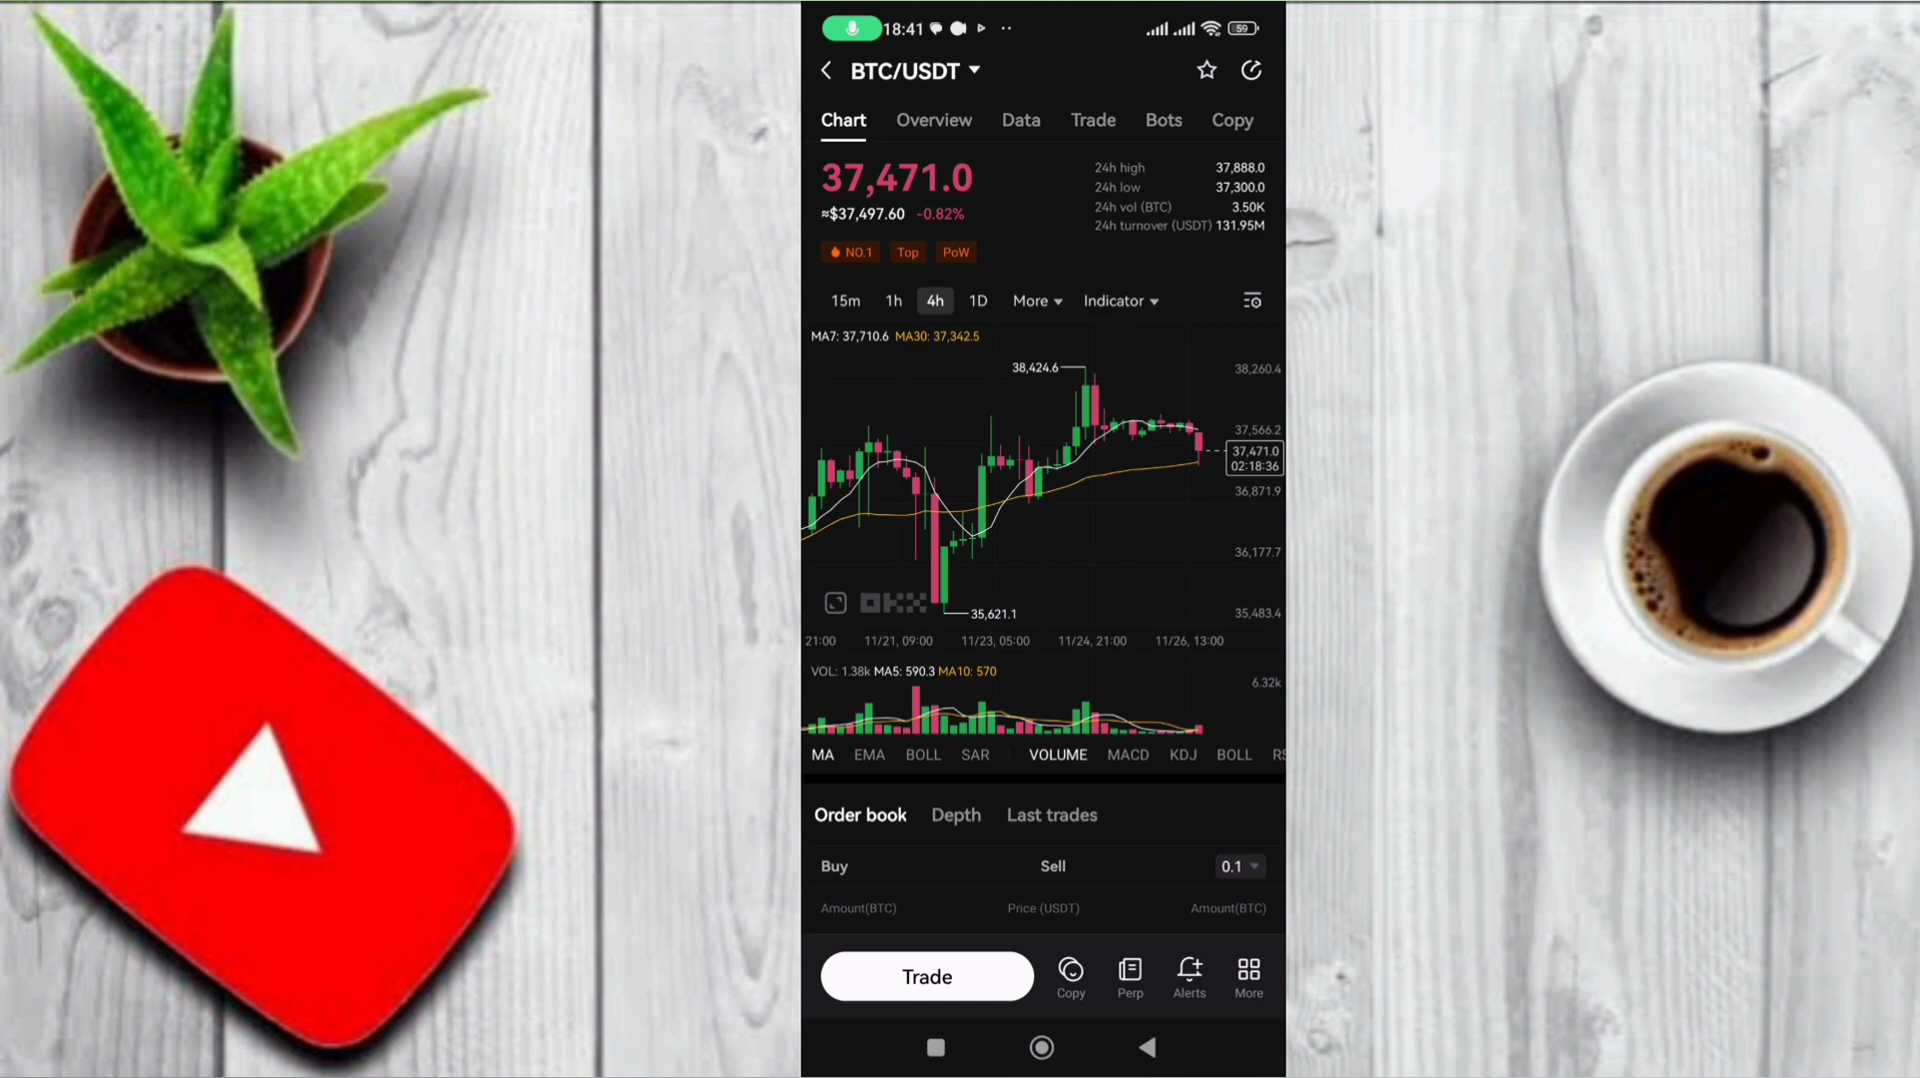 18:41
59
BTC/USDT
Chart Overview Data Trade Bots Copy
37,471.0
≈$37,497.60 -0.82%
24h high 37,888.0
24h low 37,300.0
24h vol (BTC) 3.50K
24h turnover (USDT) 131.95M
NO.1 Top PoW
15m 1h 4h 1D More Indicator
MA7: 37,710.6 MA30: 37,342.5
38,424.6
38,260.4
37,566.2
37,471.0
02:18:36
36,871.9
36,177.7
35,621.1
35,483.4
OKX
21:00 11/21, 09:00 11/23, 05:00 11/24, 21:00 11/26, 13:00
VOL: 1.38k MA5: 590.3 MA10: 570
6.32k
MA EMA BOLL SAR VOLUME MACD KDJ BOLL RS
Order book Depth Last trades
Buy Sell 0.1
Amount(BTC) Price (USDT) Amount(BTC)
Trade
Copy Perp Alerts More